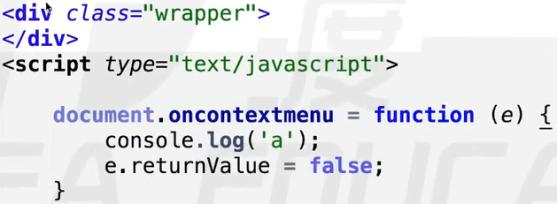 <div class="wrapper">
</div>
<script type="text/javascript">
document.oncontextmenu = function (e) {
console.log('a');
e.returnValue = false;
}